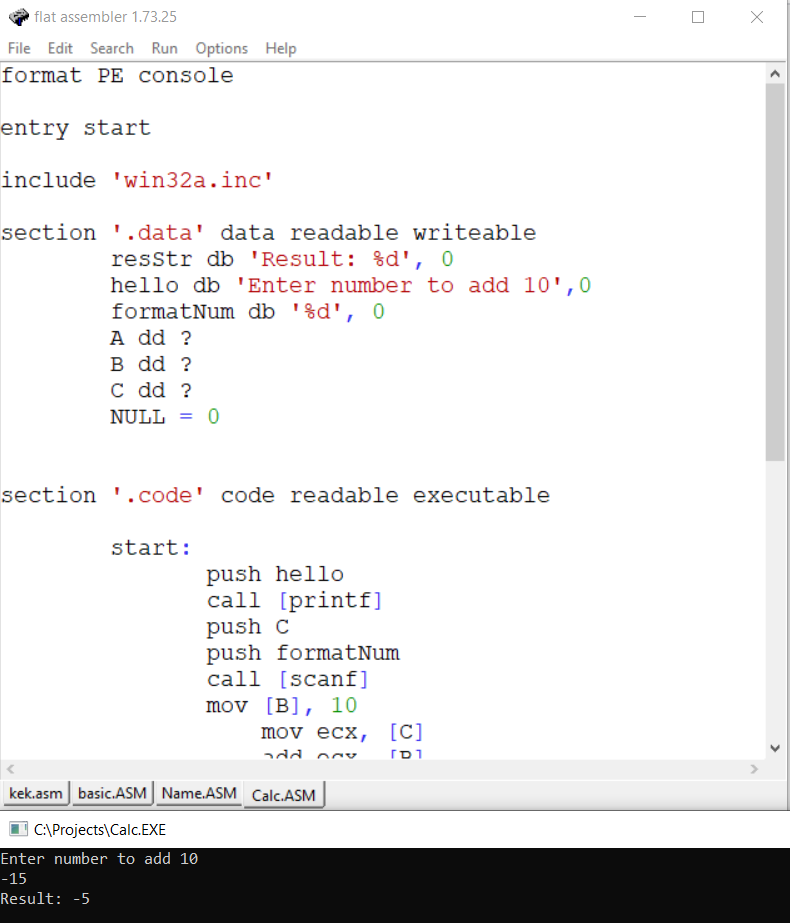 flat assembler 1.73.25
File Edit Search Run Options Help
format PE console
entry start
include 'win32a.inc'
section '.data' data readable writeable
resStr db 'Result: %d', 0
hello db 'Enter number to add 10',0
formatNum db '%d', 0
A dd ?
B dd ?
C dd ?
NULL = 0
section '.code' code readable executable
start:
push hello
call [printf]
push C
push formatNum
call [scanf]
mov [B], 10
mov ecx, [C]
add ecx, [B]
kek.asm basic.ASM Name.ASM Calc.ASM
C:\Projects\Calc.EXE
Enter number to add 10
-15
Result: -5